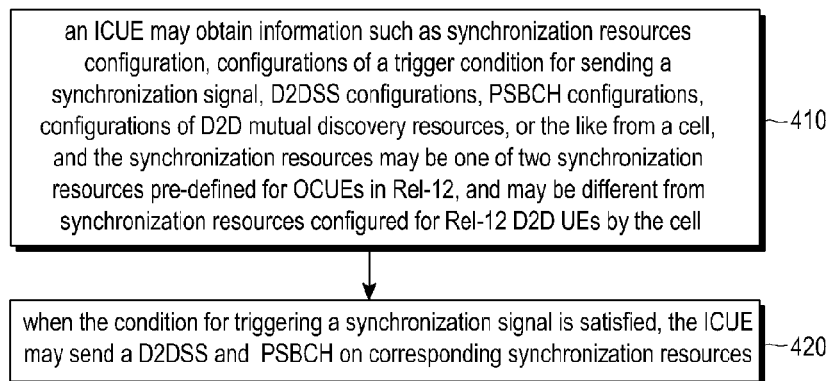 an ICUE may obtain information such as synchronization resources
configuration, configurations of a trigger condition for sending a
synchronization signal, D2DSS configurations, PSBCH configurations,
configurations of D2D mutual discovery resources, or the like from a cell,
and the synchronization resources may be one of two synchronization
resources pre-defined for OCUEs in Rel-12, and may be different from
synchronization resources configured for Rel-12 D2D UEs by the cell
410
when the condition for triggering a synchronization signal is satisfied, the ICUE
may send a D2DSS and PSBCH on corresponding synchronization resources
420